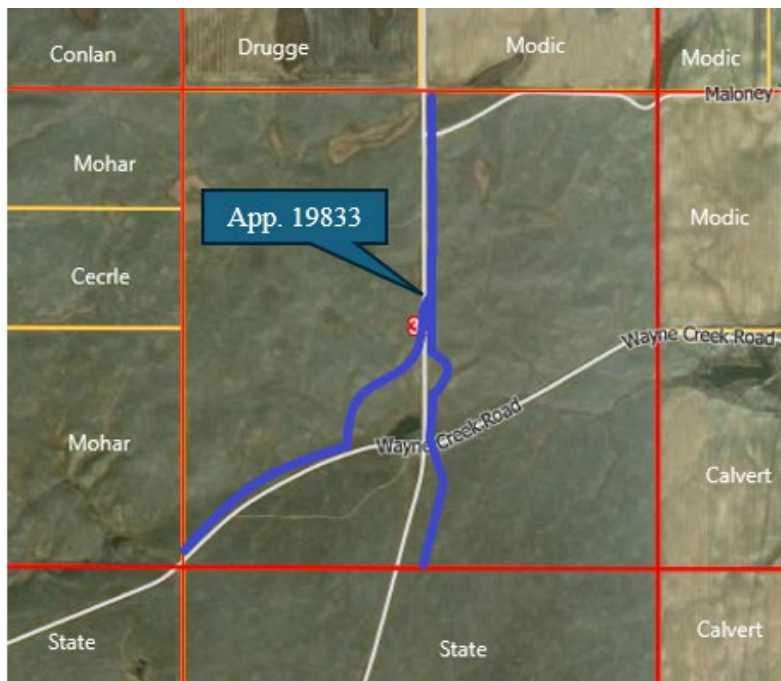 Conlan
Drugge
Modic
Modic
Maloney
Mohar
App. 19833
Modic
Cecrle
3
Wayne Creek Road
Wayne Creek Road
Mohar
Calvert
State
State
Calvert